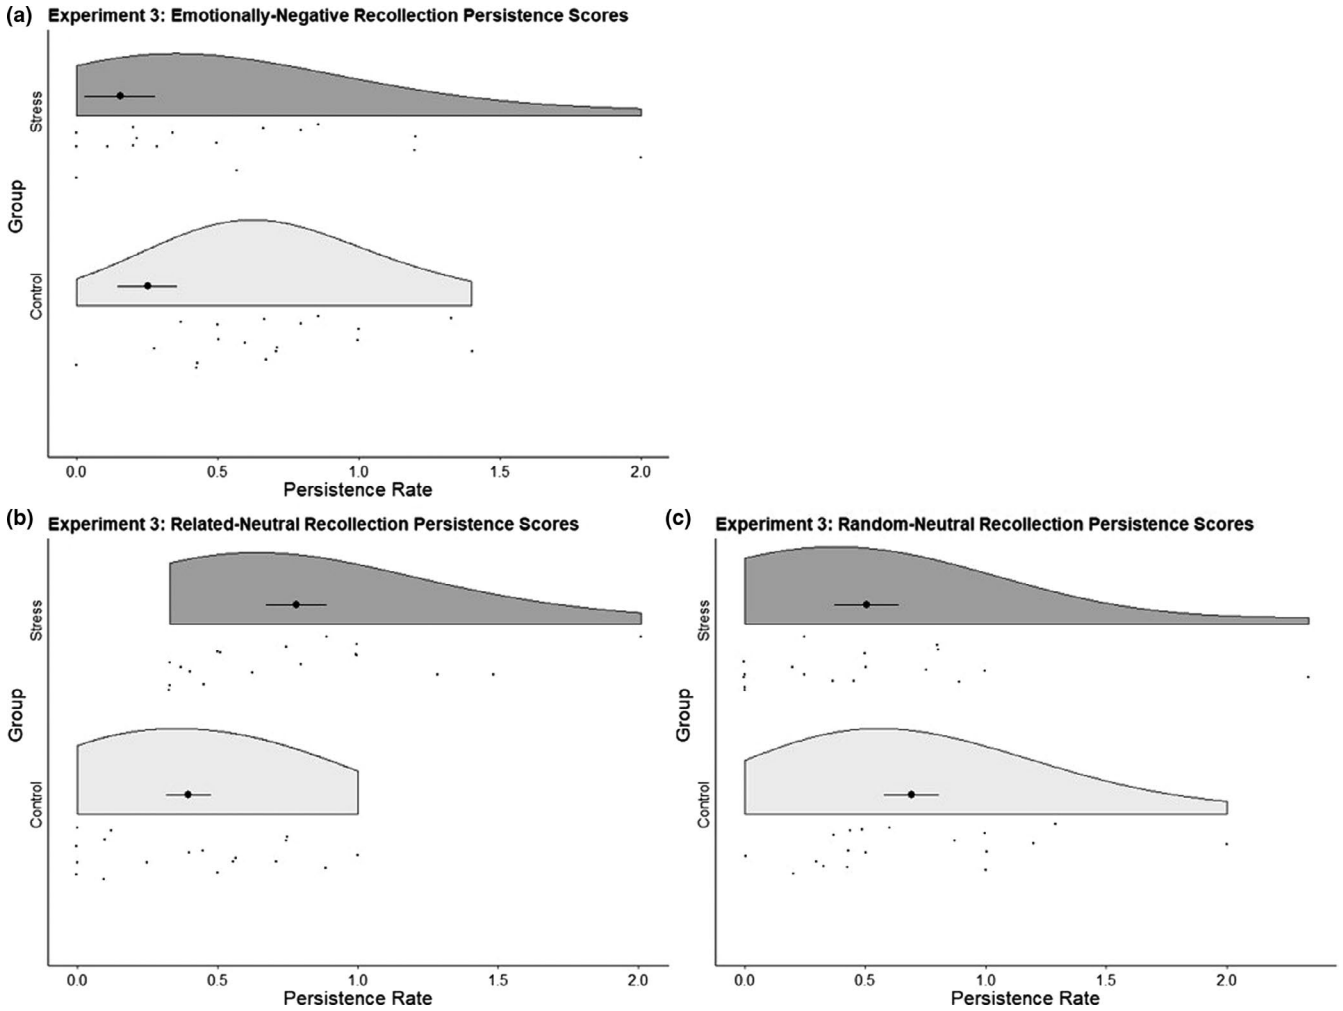 (a) Experiment 3: Emotionally-Negative Recollection Persistence Scores
Stress
Group
Control
0.0 0.5 1.0 1.5 2.0
Persistence Rate
(b) Experiment 3: Related-Neutral Recollection Persistence Scores
Stress
Group
Control
0.0 0.5 1.0 1.5 2.0
Persistence Rate
(c) Experiment 3: Random-Neutral Recollection Persistence Scores
Stress
Group
Control
0.0 0.5 1.0 1.5 2.0
Persistence Rate